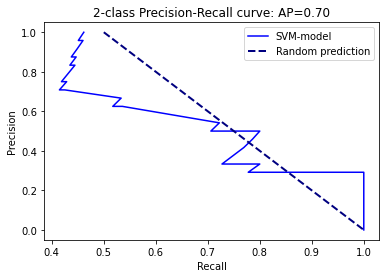 2-class Precision-Recall curve: AP=0.70
SVM-model
Random prediction
Precision
1.0
0.8
0.6
0.4
0.2
0.0
0.4 0.5 0.6 0.7 0.8 0.9 1.0
Recall